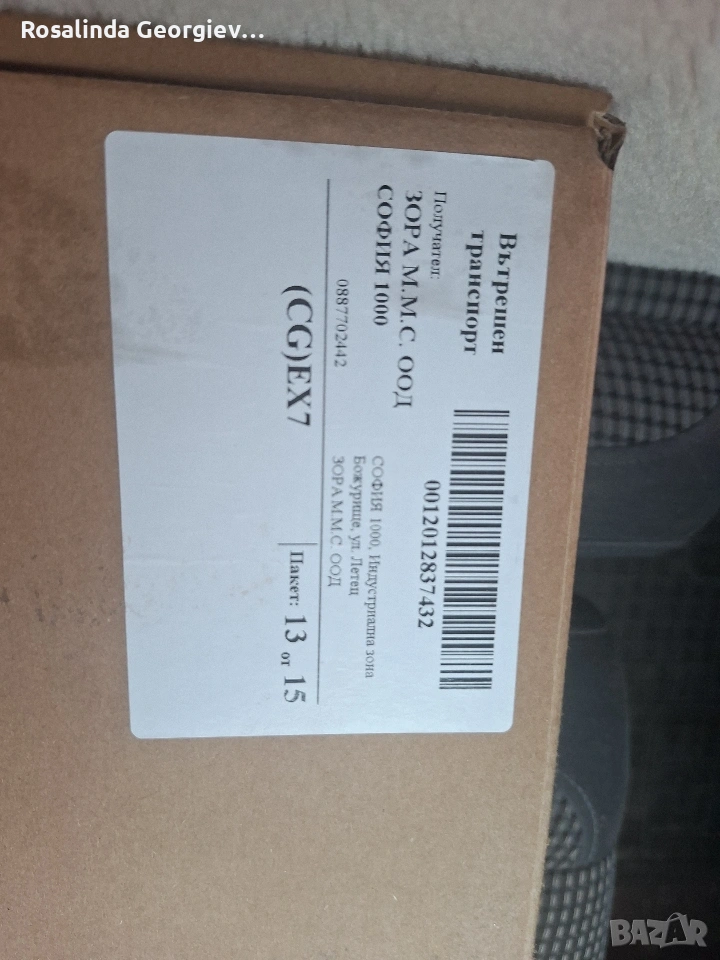 Rosalinda Georgiev...
Вътрешен
транспорт
0012012837432
Получател:
ЗОРА М.М.С. ООД
СОФИЯ 1000
0887702442
СОФИЯ 1000, Индустриална зона
Божурище, ул. Летец
ЗОРА М.М.С. ООД
(CG)EX7
Пакет: 13 от 15
BAZAR